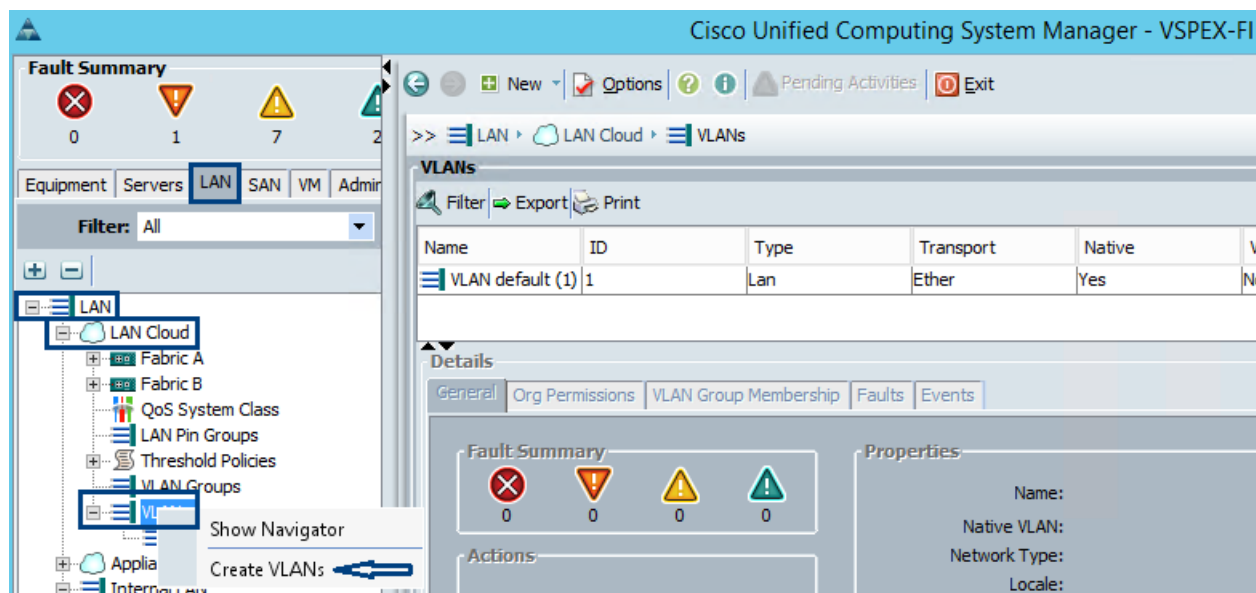 Cisco Unified Computing System Manager - VSPEX-FI
Fault Summary
0 1 7 2
New Options Pending Activities Exit
>> LAN LAN Cloud VLANs
Equipment Servers LAN SAN VM Admin
Filter: All
VLANs
Filter Export Print
Name ID Type Transport Native
VLAN default (1) 1 Lan Ether Yes
LAN
LAN Cloud
Fabric A
Fabric B
QoS System Class
LAN Pin Groups
Threshold Policies
VLAN Groups
Show Navigator
Create VLANs
Applia
Internal LAN
Details
General Org Permissions VLAN Group Membership Faults Events
Fault Summary
0 0 0 0
Actions
Properties
Name:
Native VLAN:
Network Type:
Locale: